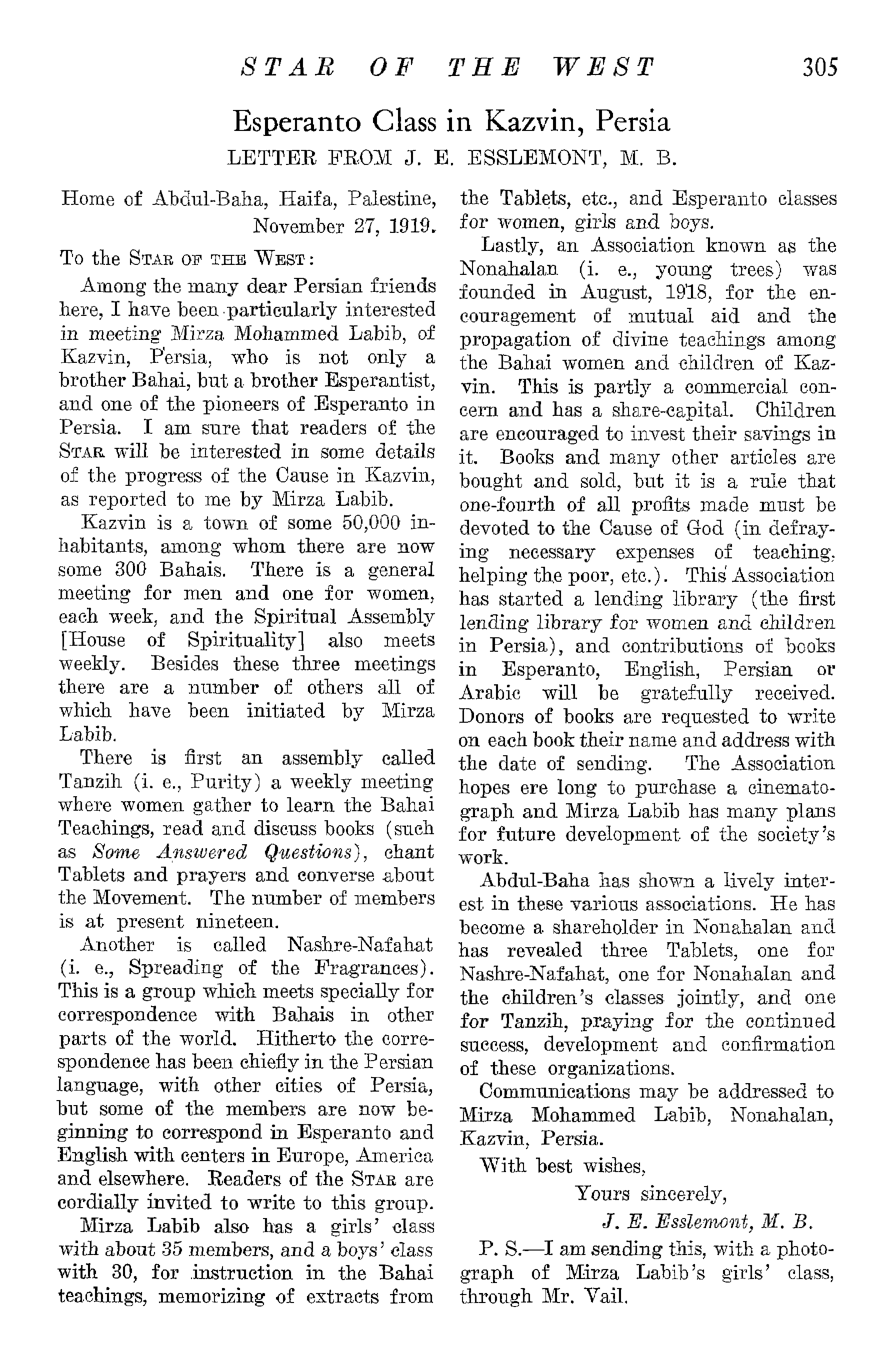 STAR OF THE WEST 305
Esperanto Class in Kazvin, Persia
LETTER FROM J. E. ESSLEMONT, M. B.
Home of Abdul-Baha, Haifa, Palestine,
November 27, 1919.
To the STAR OF THE WEST:
Among the many dear Persian friends
here, I have been particularly interested
in meeting Mirza Mohammed Labib, of
Kazvin, Persia, who is not only a
brother Bahai, but a brother Esperantist,
and one of the pioneers of Esperanto in
Persia. I am sure that readers of the
STAR will be interested in some details
of the progress of the Cause in Kazvin,
as reported to me by Mirza Labib.
Kazvin is a town of some 50,000 in-
habitants, among whom there are now
some 300 Bahais. There is a general
meeting for men and one for women,
each week, and the Spiritual Assembly
[House of Spirituality] also meets
weekly. Besides these three meetings
there are a number of others all of
which have been initiated by Mirza
Labib.
There is first an assembly called
Tanzih (i. e., Purity) a weekly meeting
where women gather to learn the Bahai
Teachings, read and discuss books (such
as Some Answered Questions), chant
Tablets and prayers and converse about
the Movement. The number of members
is at present nineteen.
Another is called Nashre-Nafahat
(i. e., Spreading of the Fragrances).
This is a group which meets specially for
correspondence with Bahais in other
parts of the world. Hitherto the corre-
spondence has been chiefly in the Persian
language, with other cities of Persia,
but some of the members are now be-
ginning to correspond in Esperanto and
English with centers in Europe, America
and elsewhere. Readers of the STAR are
cordially invited to write to this group.
Mirza Labib also has a girls' class
with about 35 members, and a boys' class
with 30, for instruction in the Bahai
teachings, memorizing of extracts from
the Tablets, etc., and Esperanto classes
for women, girls and boys.
Lastly, an Association known as the
Nonahalan (i. e., young trees) was
founded in August, 1918, for the en-
couragement of mutual aid and the
propagation of divine teachings among
the Bahai women and children of Kaz-
vin. This is partly a commercial con-
cern and has a share-capital. Children
are encouraged to invest their savings in
it. Books and many other articles are
bought and sold, but it is a rule that
one-fourth of all profits made must be
devoted to the Cause of God (in defray-
ing necessary expenses of teaching,
helping the poor, etc.). This Association
has started a lending library (the first
lending library for women and children
in Persia), and contributions of books
in Esperanto, English, Persian or
Arabic will be gratefully received.
Donors of books are requested to write
on each book their name and address with
the date of sending. The Association
hopes ere long to purchase a cinemato-
graph and Mirza Labib has many plans
for future development of the society's
work.
Abdul-Baha has shown a lively inter-
est in these various associations. He has
become a shareholder in Nonahalan and
has revealed three Tablets, one for
Nashre-Nafahat, one for Nonahalan and
the children's classes jointly, and one
for Tanzih, praying for the continued
success, development and confirmation
of these organizations.
Communications may be addressed to
Mirza Mohammed Labib, Nonahalan,
Kazvin, Persia.
With best wishes,
Yours sincerely,
J. E. Esslemont, M. B.
P. S.—I am sending this, with a photo-
graph of Mirza Labib's girls' class,
through Mr. Vail.